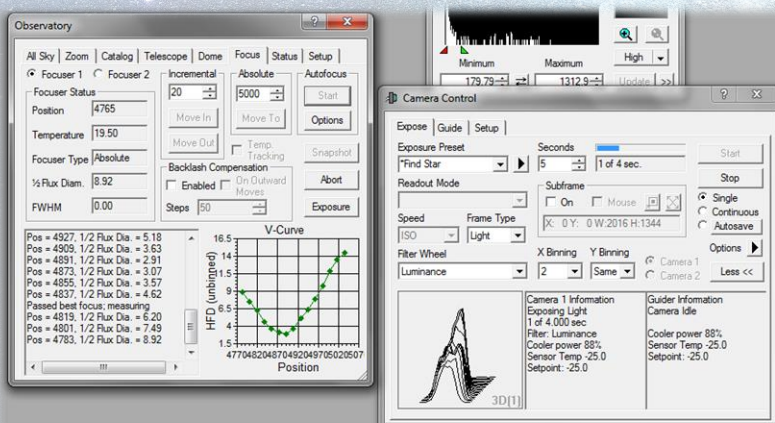 Observatory
All Sky Zoom Catalog Telescope Dome Focus Status Setup
Focuser 1 Focuser 2
Focuser Status
Position 4765
Temperature 19.50
Focuser Type Absolute
½ Flux Diam. 8.92
FWHM 0.00
Incremental
20
Move In
Move Out
Absolute
5000
Move To
Temp.
Tracking
Autofocus
Start
Options
Snapshot
Backlash Compensation
Enabled On Outward
Moves
Steps 50
Abort
Exposure
Pos = 4927, 1/2 Flux Dia. = 5.18
Pos = 4909, 1/2 Flux Dia. = 3.63
Pos = 4891, 1/2 Flux Dia. = 2.91
Pos = 4873, 1/2 Flux Dia. = 3.07
Pos = 4855, 1/2 Flux Dia. = 3.57
Pos = 4837, 1/2 Flux Dia. = 4.62
Passed best focus; measuring
Pos = 4819, 1/2 Flux Dia. = 6.20
Pos = 4801, 1/2 Flux Dia. = 7.49
Pos = 4783, 1/2 Flux Dia. = 8.92
V-Curve
HFD (unbinned)
16.5
14
11.5
9
6.5
4
1.5
477048204870492049705020507
Position
Minimum Maximum
179.79 1312.9
High
Update >>
Camera Control
Expose Guide Setup
Exposure Preset
*Find Star
Seconds
5 1 of 4 sec.
Start
Stop
Readout Mode
Subframe
On Mouse
X: 0 Y: 0 W:2016 H:1344
Single
Continuous
Autosave
Speed Frame Type
ISO Light
Filter Wheel
Luminance
X Binning Y Binning
2 Same
Camera 1
Camera 2
Options
Less <<
3D[1]
Camera 1 Information
Exposing Light
1 of 4.000 sec
Filter: Luminance
Cooler power 88%
Sensor Temp -25.0
Setpoint: -25.0
Guider Information
Camera Idle
Cooler power 88%
Sensor Temp -25.0
Setpoint: -25.0